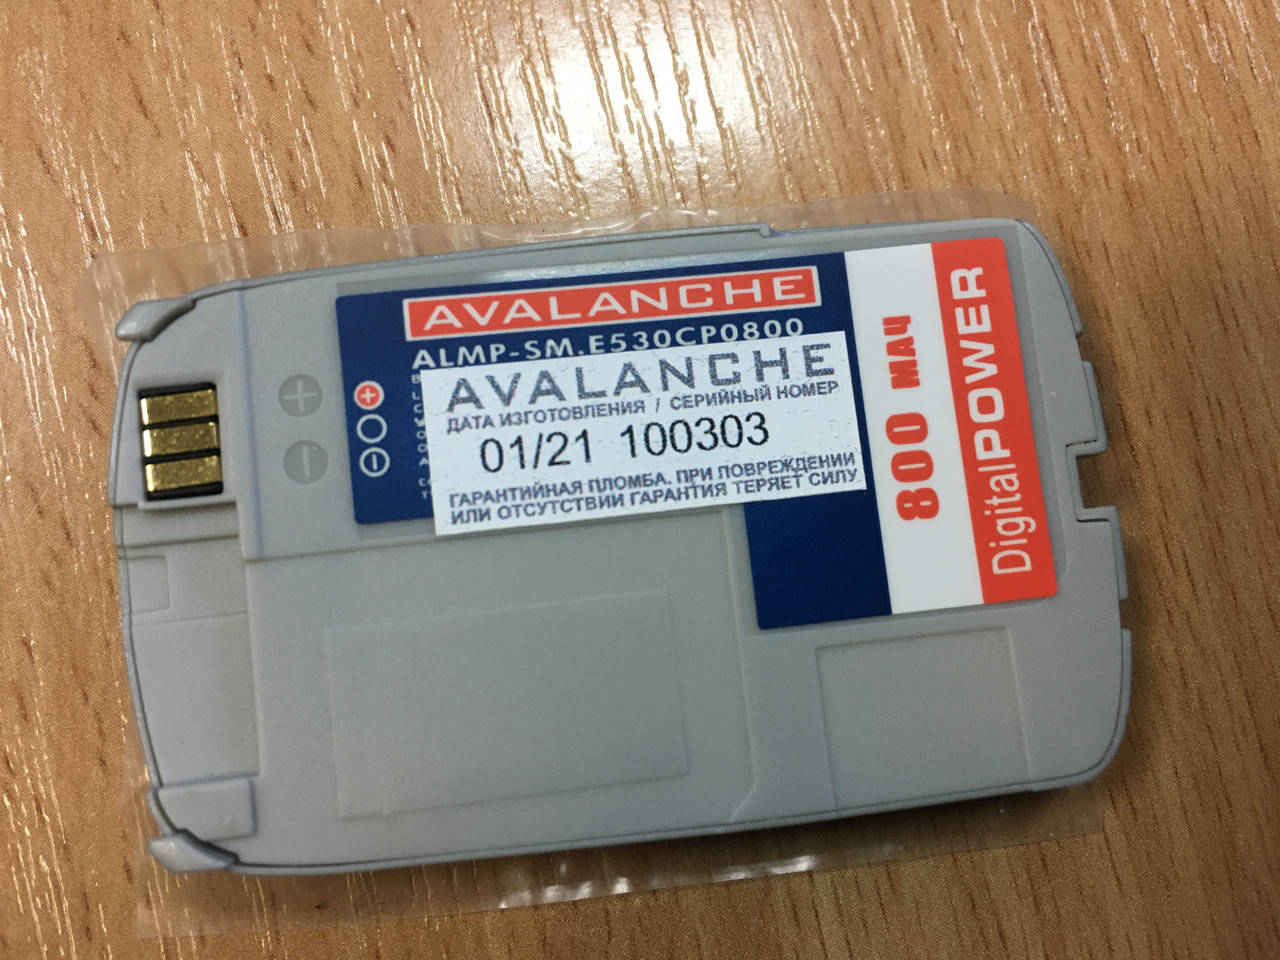 AVALANCHE
ALMP-SM.E530CP0800
AVALANCHE
ДАТА ИЗГОТОВЛЕНИЯ / СЕРИЙНЫЙ НОМЕР
01/21 100303
ГАРАНТИЙНАЯ ПЛОМБА. ПРИ ПОВРЕЖДЕНИИ
ИЛИ ОТСУТСТВИИ ГАРАНТИЯ ТЕРЯЕТ СИЛУ.
800 МАЧ
DigitalPOWER